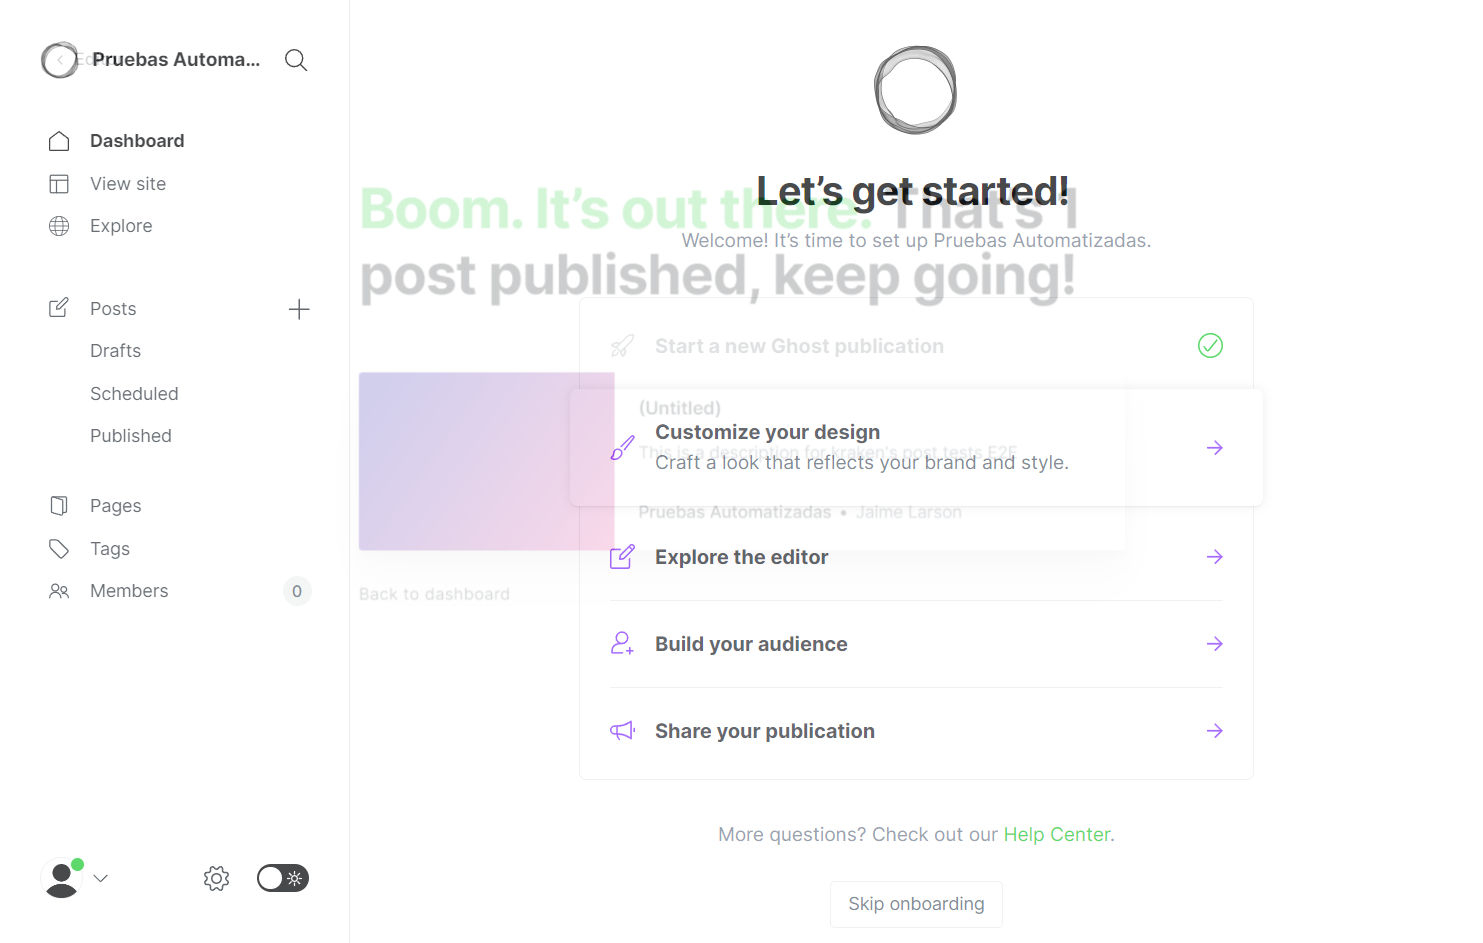 Pruebas Automa...
Dashboard
View site
Explore
Posts
Drafts
Scheduled
Published
Pages
Tags
Members
0
Let’s get started!
Welcome! It’s time to set up Pruebas Automatizadas.
Boom. It’s out there. That’s 1
post published, keep going!
Start a new Ghost publication
(Untitled)
This is a description for kraken's post tests E2E
Pruebas Automatizadas • Jaime Larson
Back to dashboard
Customize your design
Craft a look that reflects your brand and style.
Explore the editor
Build your audience
Share your publication
More questions? Check out our Help Center.
Skip onboarding